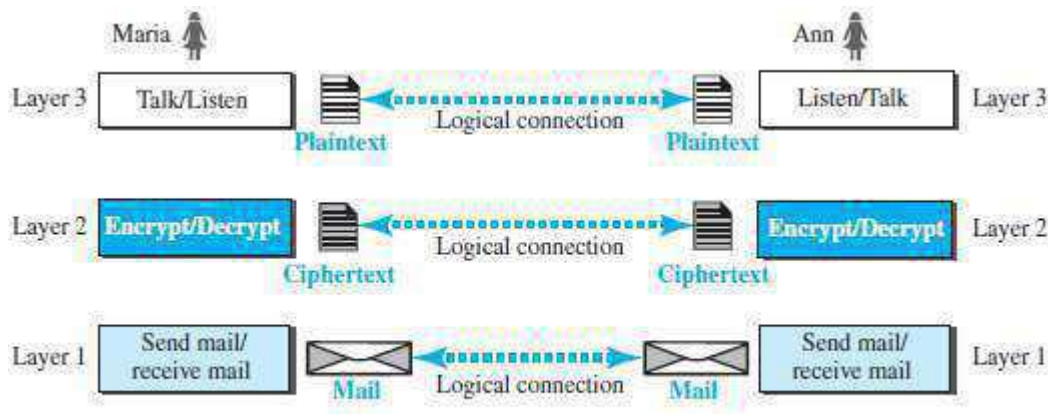 Maria
Ann
Layer 3
Talk/Listen
Listen/Talk
Layer 3
Logical connection
Plaintext
Plaintext
Layer 2
Encrypt/Decrypt
Encrypt/Decrypt
Layer 2
Logical connection
Ciphertext
Ciphertext
Layer 1
Send mail/
receive mail
Send mail/
receive mail
Layer 1
Mail
Logical connection
Mail